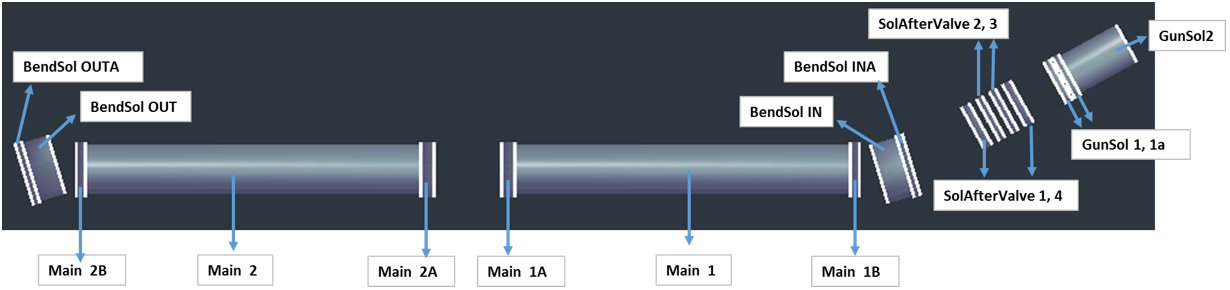 SolAfterValve 2, 3
GunSol2
BendSol OUTA
BendSol INA
BendSol OUT
BendSol IN
GunSol 1, 1a
SolAfterValve 1, 4
Main 2B
Main 2
Main 2A
Main 1A
Main 1
Main 1B